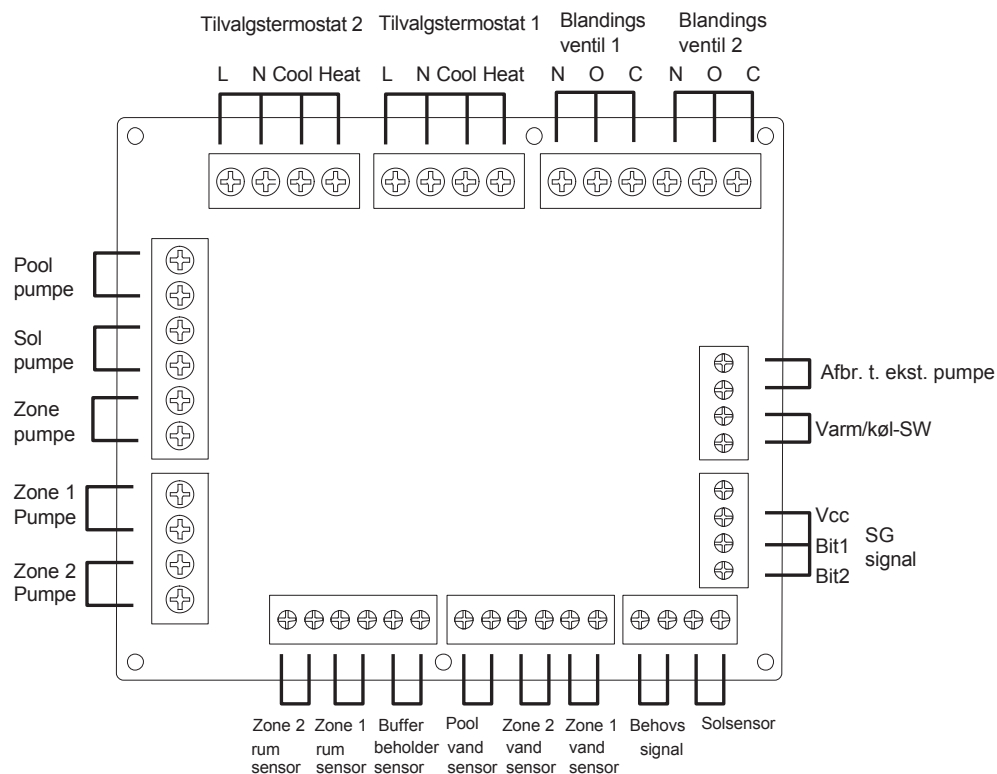 Tilvalgstermostat 2
Tilvalgstermostat 1
Blandings
ventil 1
Blandings
ventil 2
L N Cool Heat
L N Cool Heat
N O C
N O C
Pool
pumpe
Sol
pumpe
Zone
pumpe
Zone 1
Pumpe
Zone 2
Pumpe
Afbr. t. ekst. pumpe
Varm/køl-SW
Vcc
Bit1
Bit2
SG
signal
Zone 2
rum
sensor
Zone 1
rum
sensor
Buffer
beholder
sensor
Pool
vand
sensor
Zone 2
vand
sensor
Zone 1
vand
sensor
Behovs
signal
Solsensor